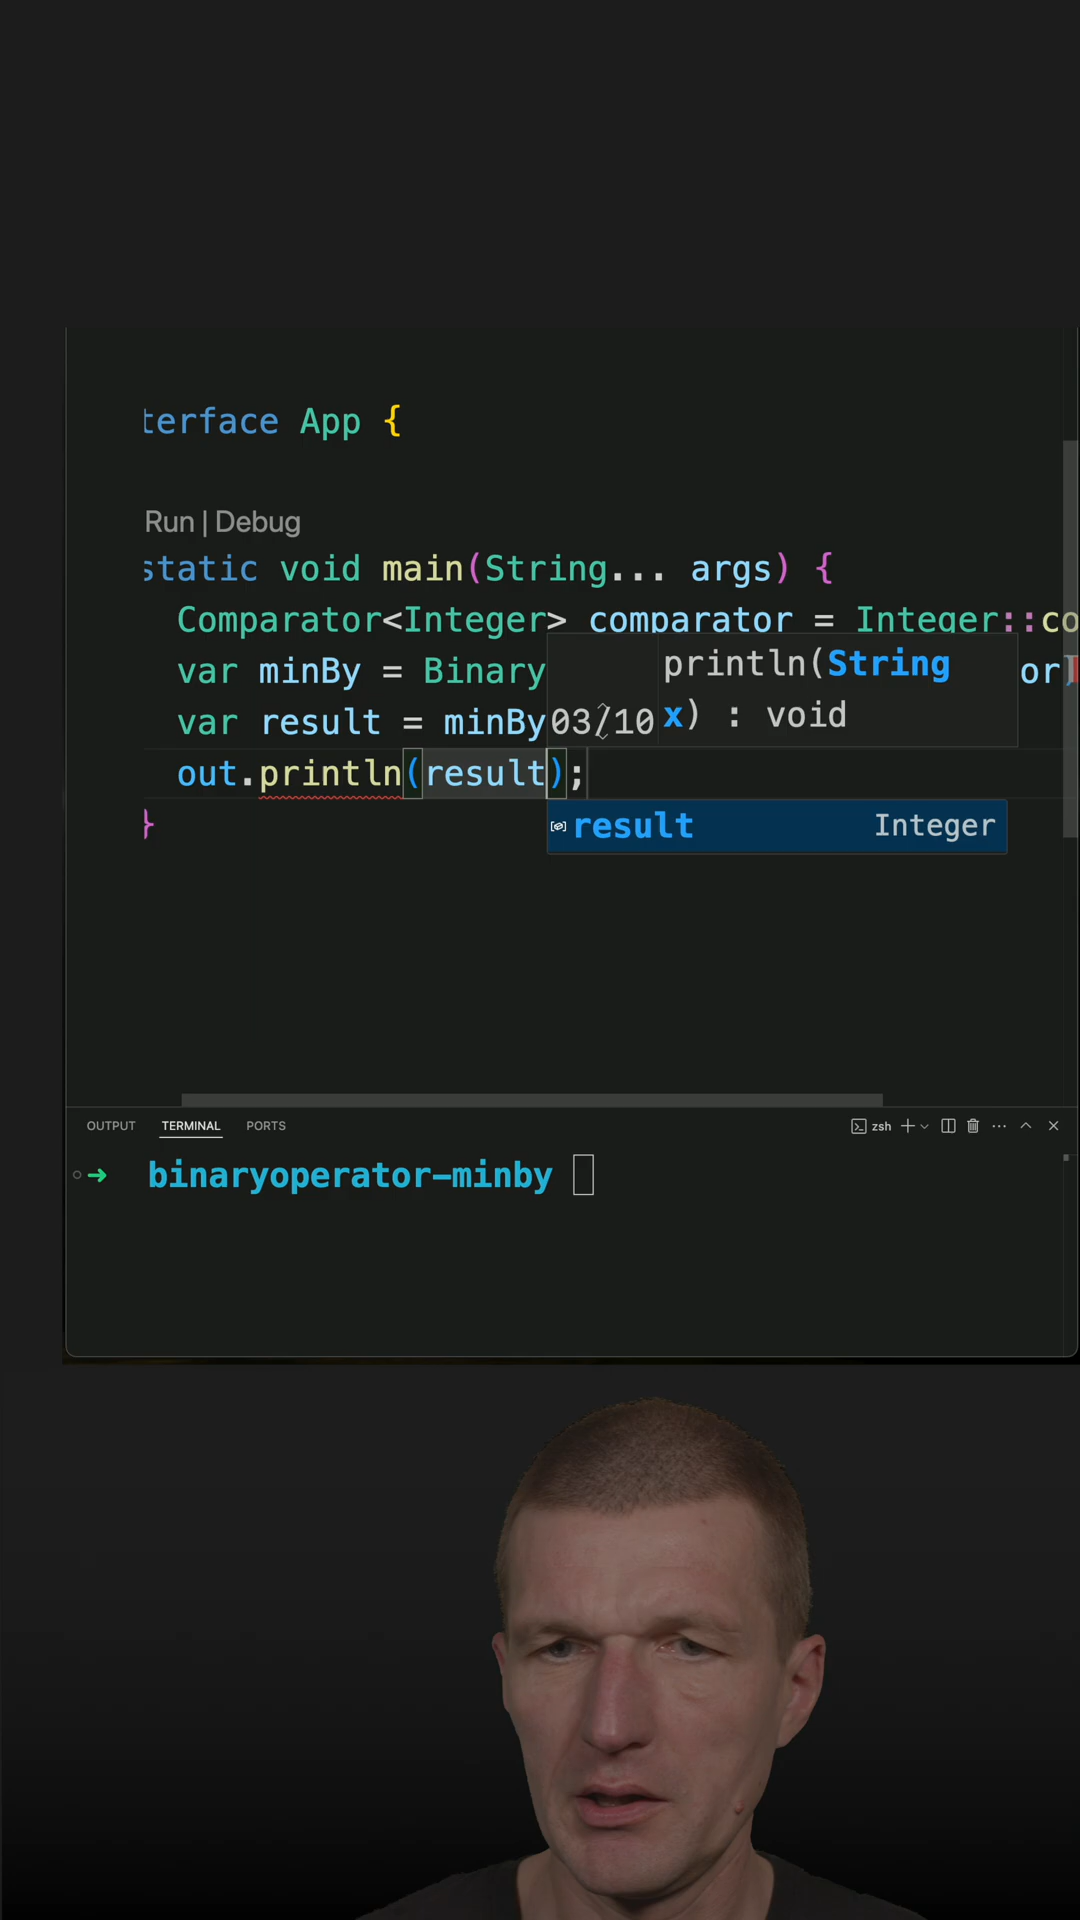 terface App {
Run | Debug
static void main(String... args) {
Comparator<Integer> comparator = Integer::co
var minBy = Binary
or)
println(String
x) : void
03/10
var result = minBy
out.println(result);
result Integer
}
OUTPUT TERMINAL PORTS
zsh
binaryoperator-minby